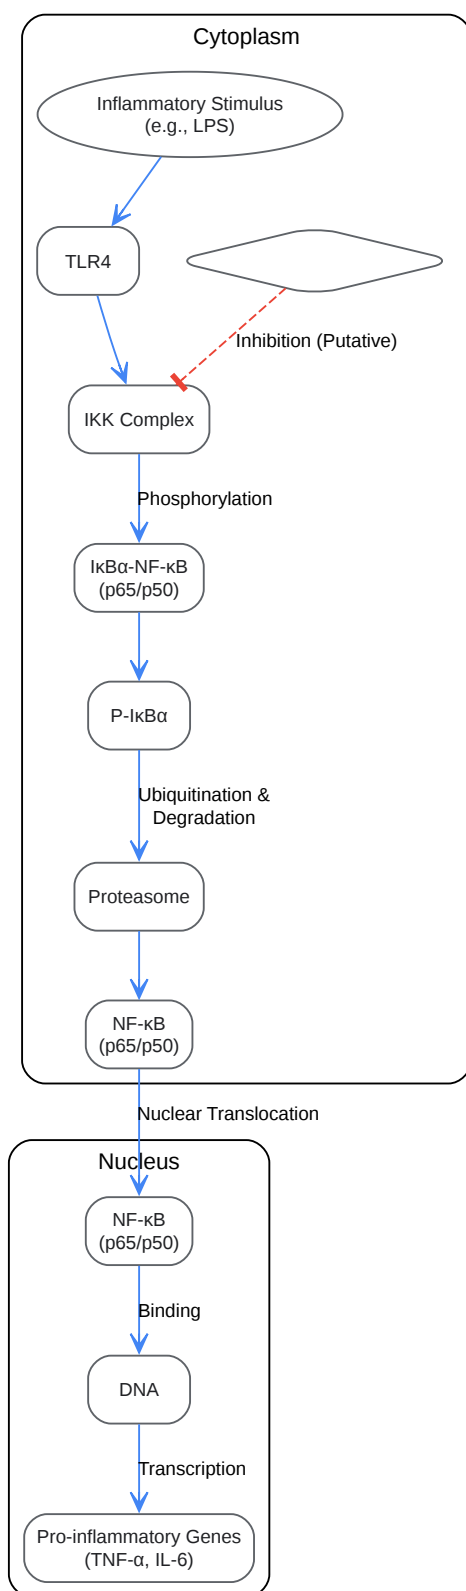 Cytoplasm
Inflammatory Stimulus
(e.g., LPS)
TLR4
Inhibition (Putative)
IKK Complex
Phosphorylation
IκBα-NF-κB
(p65/p50)
P-IκBα
Ubiquitination &
Degradation
Proteasome
NF-κB
(p65/p50)
Nuclear Translocation
Nucleus
NF-κB
(p65/p50)
Binding
DNA
Transcription
Pro-inflammatory Genes
(TNF-α, IL-6)